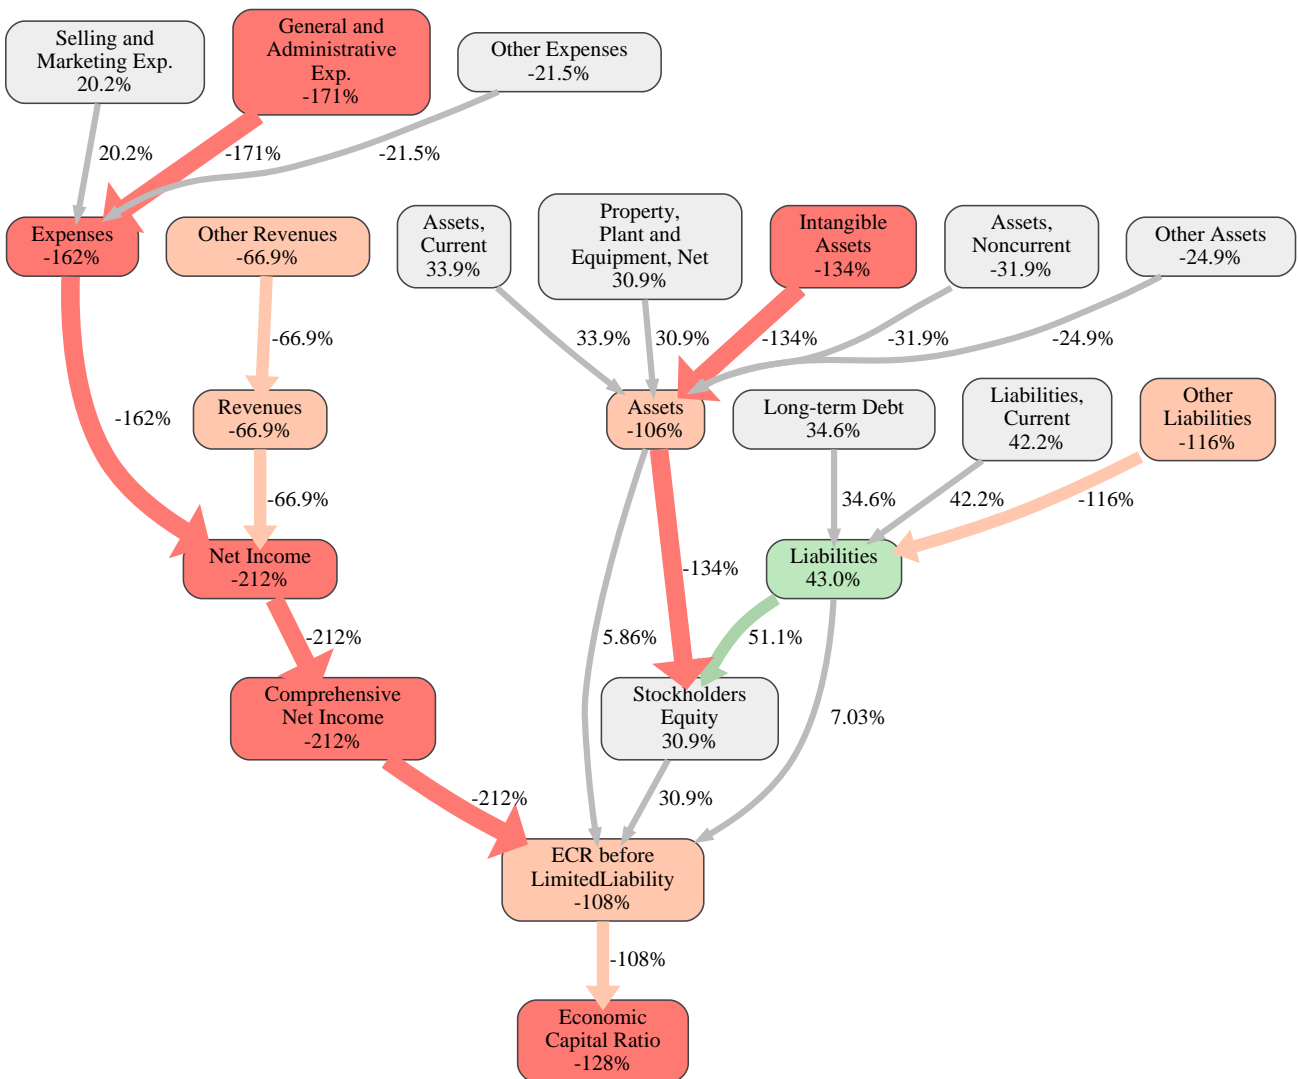 Selling and
Marketing Exp.
20.2%
General and
Administrative
Exp.
-171%
Other Expenses
-21.5%
20.2%
-171%
-21.5%
Expenses
-162%
Other Revenues
-66.9%
Assets,
Current
33.9%
Property,
Plant and
Equipment, Net
30.9%
Intangible
Assets
-134%
Assets,
Noncurrent
-31.9%
Other Assets
-24.9%
-66.9%
33.9%
30.9%
-134%
-31.9%
-24.9%
-162%
Revenues
-66.9%
Assets
-106%
Long-term Debt
34.6%
Liabilities,
Current
42.2%
Other
Liabilities
-116%
-66.9%
34.6%
42.2%
-116%
Net Income
-212%
-134%
Liabilities
43.0%
-212%
5.86%
51.1%
Comprehensive
Net Income
-212%
Stockholders
Equity
30.9%
7.03%
-212%
30.9%
ECR before
LimitedLiability
-108%
-108%
Economic
Capital Ratio
-128%